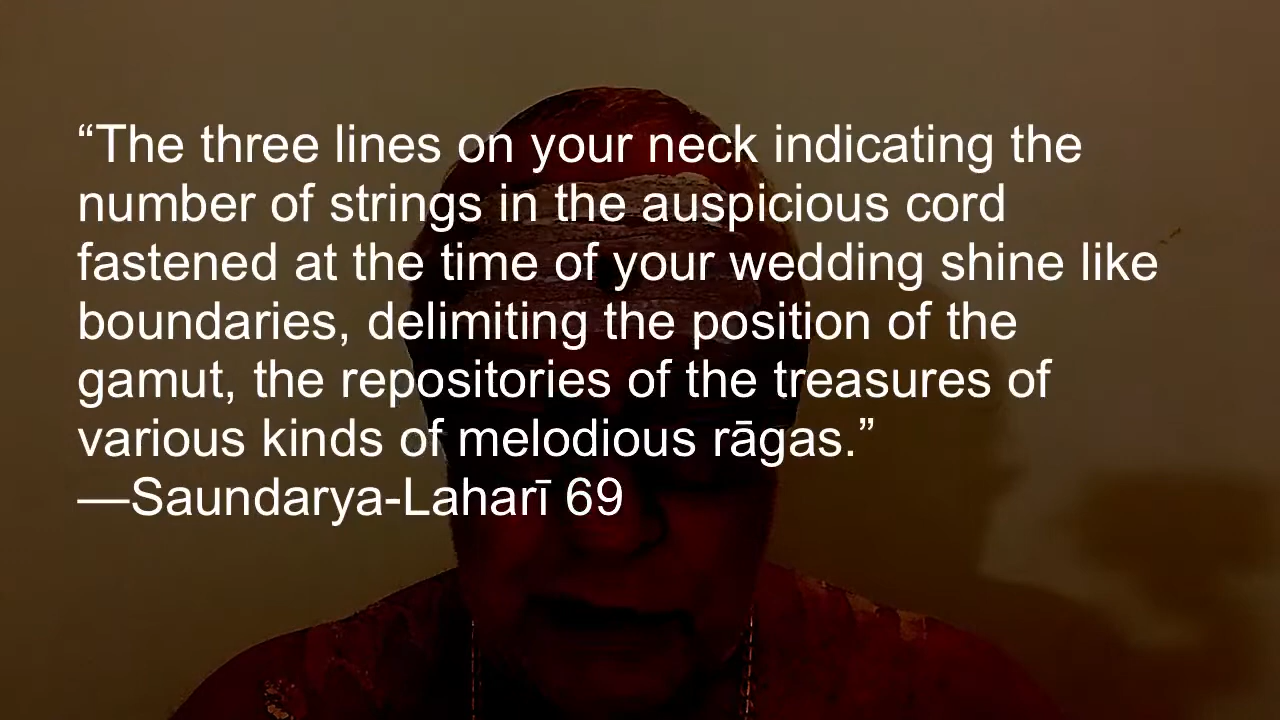 “The three lines on your neck indicating the
number of strings in the auspicious cord
fastened at the time of your wedding shine like
boundaries, delimiting the position of the
gamut, the repositories of the treasures of
various kinds of melodious rāgas.”
—Saundarya-Laharī 69